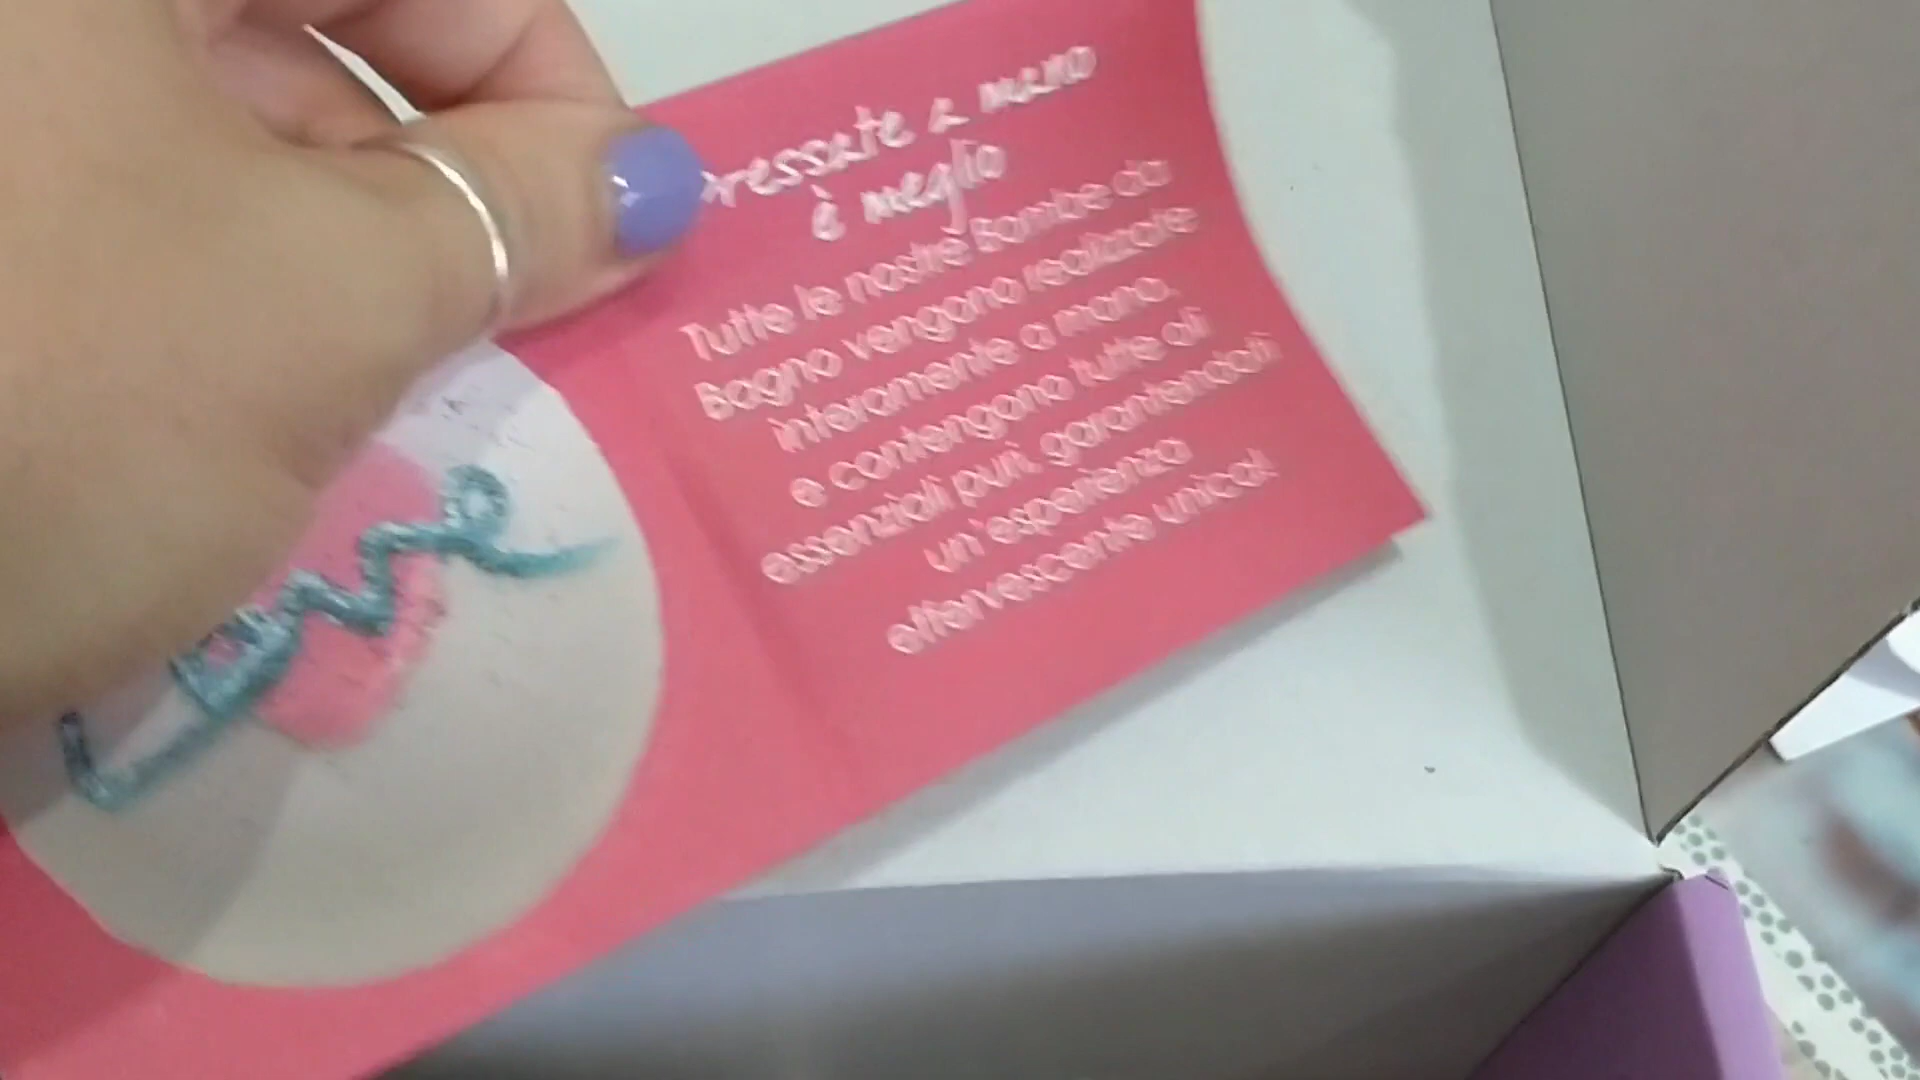 pressate a mano
è meglio
Tutte le nostre Bombe da
Bagno vengono realizzate
interamente a mano,
e contengono tutte oli
essenziali puri, garantendoti
un'esperienza
effervescente unica!
Love